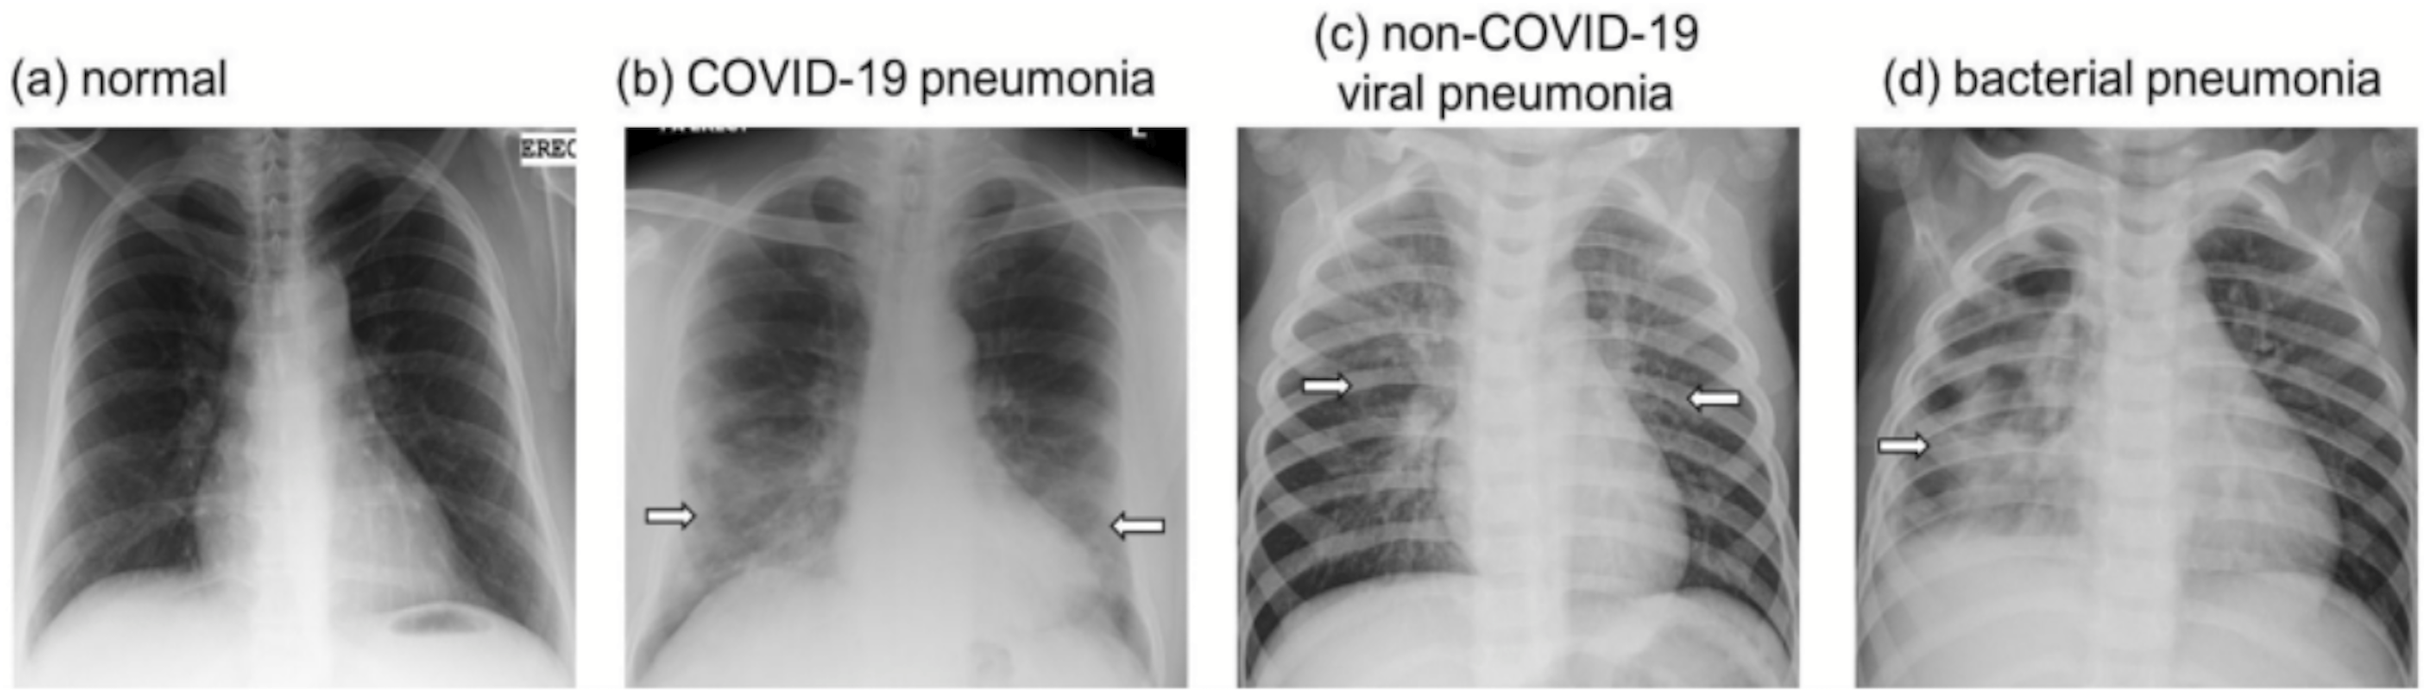 (a) normal
(b) COVID-19 pneumonia
(c) non-COVID-19
viral pneumonia
(d) bacterial pneumonia
EREC
L